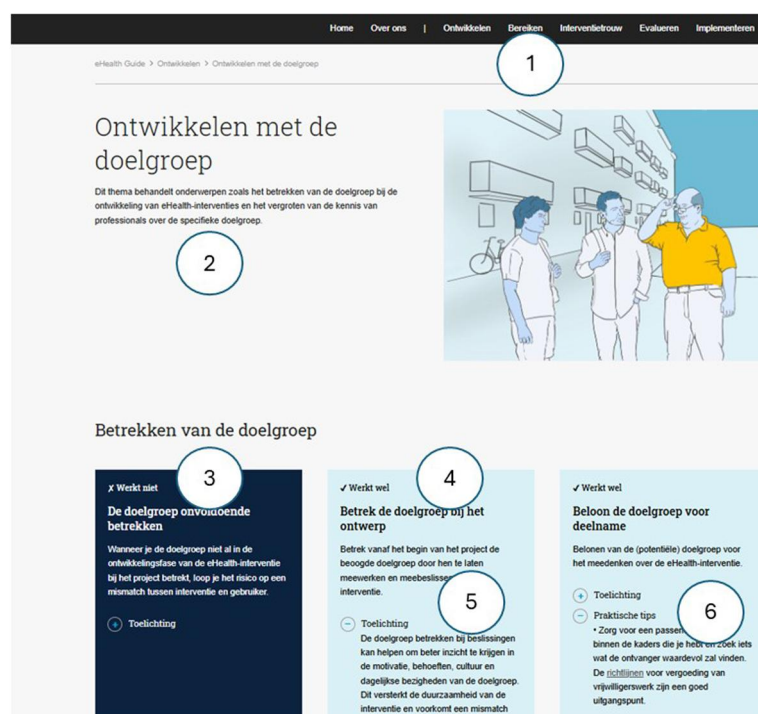 Home Over ons | Ontwikkelen Bereiken Interventietrouw Evalueren Implementeren
1
eHealth Guide > Ontwikkelen > Ontwikkelen met de doelgroep
Ontwikkelen met de
doelgroep
Dit thema behandelt onderwerpen zoals het betrekken van de doelgroep bij de
ontwikkeling van eHealth-interventies en het vergroten van de kennis van
professionals over de specifieke doelgroep.
2
Betrekken van de doelgroep
3
✗ Werkt niet
De doelgroep onvoldoende
betrekken
Wanneer je de doelgroep niet al in de
ontwikkelingsfase van de eHealth-interventie
bij het project betrekt, loop je het risico op een
mismatch tussen interventie en gebruiker.
+ Toelichting
4
✓ Werkt wel
Betrek de doelgroep bij het
ontwerp
Betrek vanaf het begin van het project de
beoogde doelgroep door hen te laten
meewerken en meebeslissen
interventie.
5
− Toelichting
De doelgroep betrekken bij beslissingen
kan helpen om beter inzicht te krijgen in
de motivatie, behoeften, cultuur en
dagelijkse bezigheden van de doelgroep.
Dit versterkt de duurzaamheid van de
interventie en voorkomt een mismatch
✓ Werkt wel
Beloon de doelgroep voor
deelname
Belonen van de (potentiële) doelgroep voor
het meedenken over de eHealth-interventie.
+ Toelichting
− Praktische tips
6
• Zorg voor een
binnen de kaders die je hebt en zoek iets
wat de ontvanger waardevol zal vinden.
De richtlijnen voor vergoeding van
vrijwilligerswerk zijn een goed
uitgangspunt.